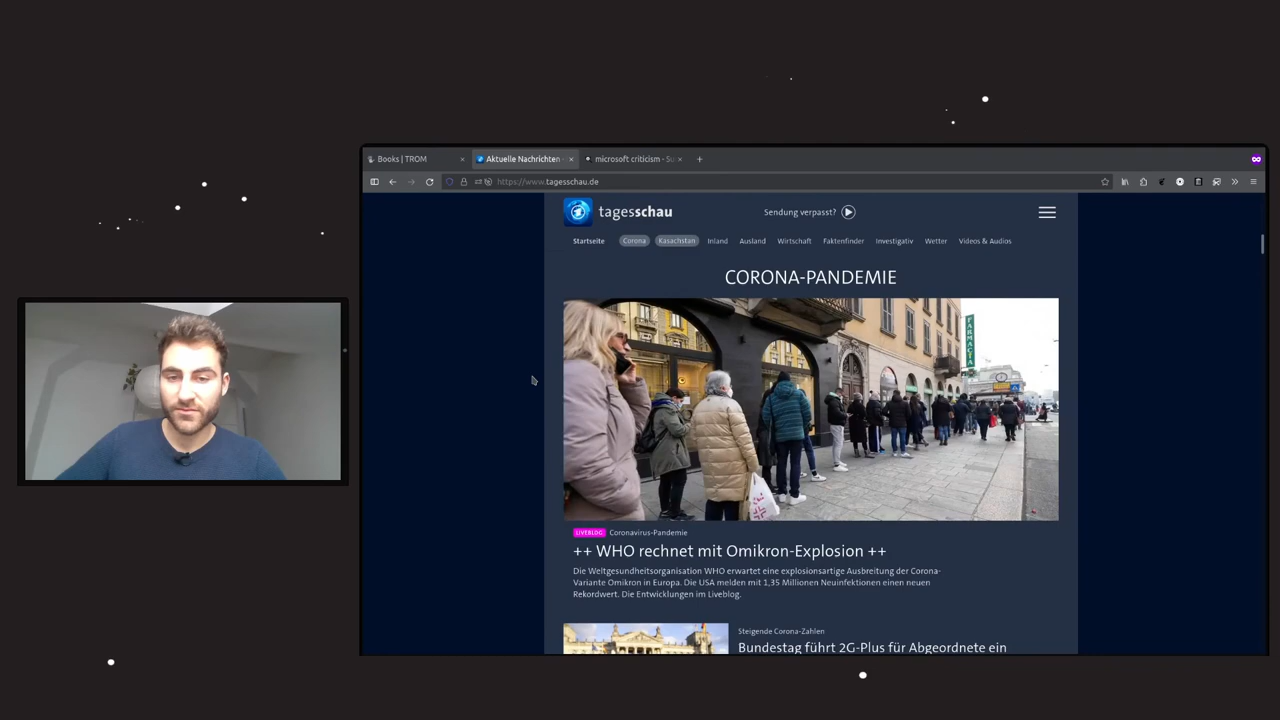 Books | TROM
Aktuelle Nachrichten
microsoft criticism - Su
https://www.tagesschau.de
tagesschau
Sendung verpasst?
Startseite Corona Kasachstan Inland Ausland Wirtschaft Faktenfinder Investigativ Wetter Videos & Audios
CORONA-PANDEMIE
FARMACIA
LIVEBLOG Coronavirus-Pandemie
++ WHO rechnet mit Omikron-Explosion ++
Die Weltgesundheitsorganisation WHO erwartet eine explosionsartige Ausbreitung der Corona-
Variante Omikron in Europa. Die USA melden mit 1,35 Millionen Neuinfektionen einen neuen
Rekordwert. Die Entwicklungen im Liveblog.
Steigende Corona-Zahlen
Bundestag führt 2G-Plus für Abgeordnete ein